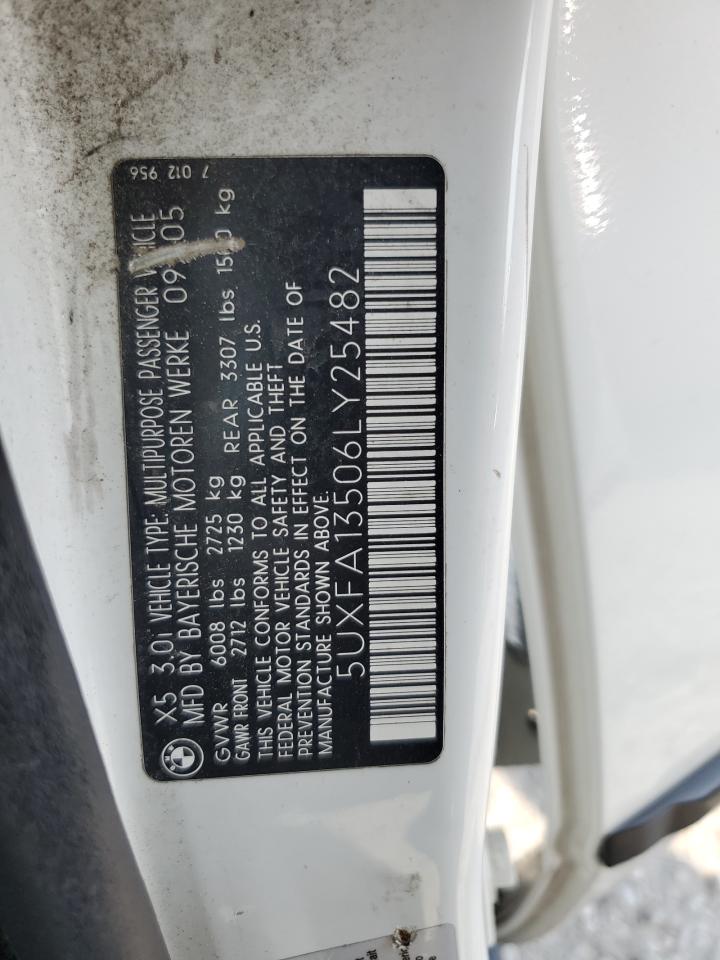 X5 3.0i VEHICLE TYPE: MULTIPURPOSE PASSENGER VEHICLE
MFD BY BAYERISCHE MOTOREN WERKE 09 05
GVWR 6008 lbs 2725 kg
GAWR FRONT 2712 lbs 1230 kg REAR 3307 lbs kg
THIS VEHICLE CONFORMS TO ALL APPLICABLE U.S.
FEDERAL MOTOR VEHICLE SAFETY AND THEFT
PREVENTION STANDARDS IN EFFECT ON THE DATE OF
MANUFACTURE SHOWN ABOVE.
5UXFA13506LY25482
7 012 956